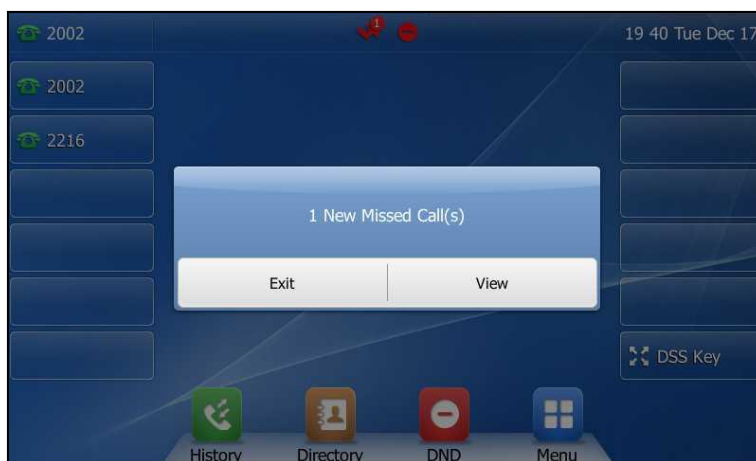 2002
1
19 40 Tue Dec 17
2002
2216
1 New Missed Call(s)
Exit
View
DSS Key
History
Directory
DND
Menu